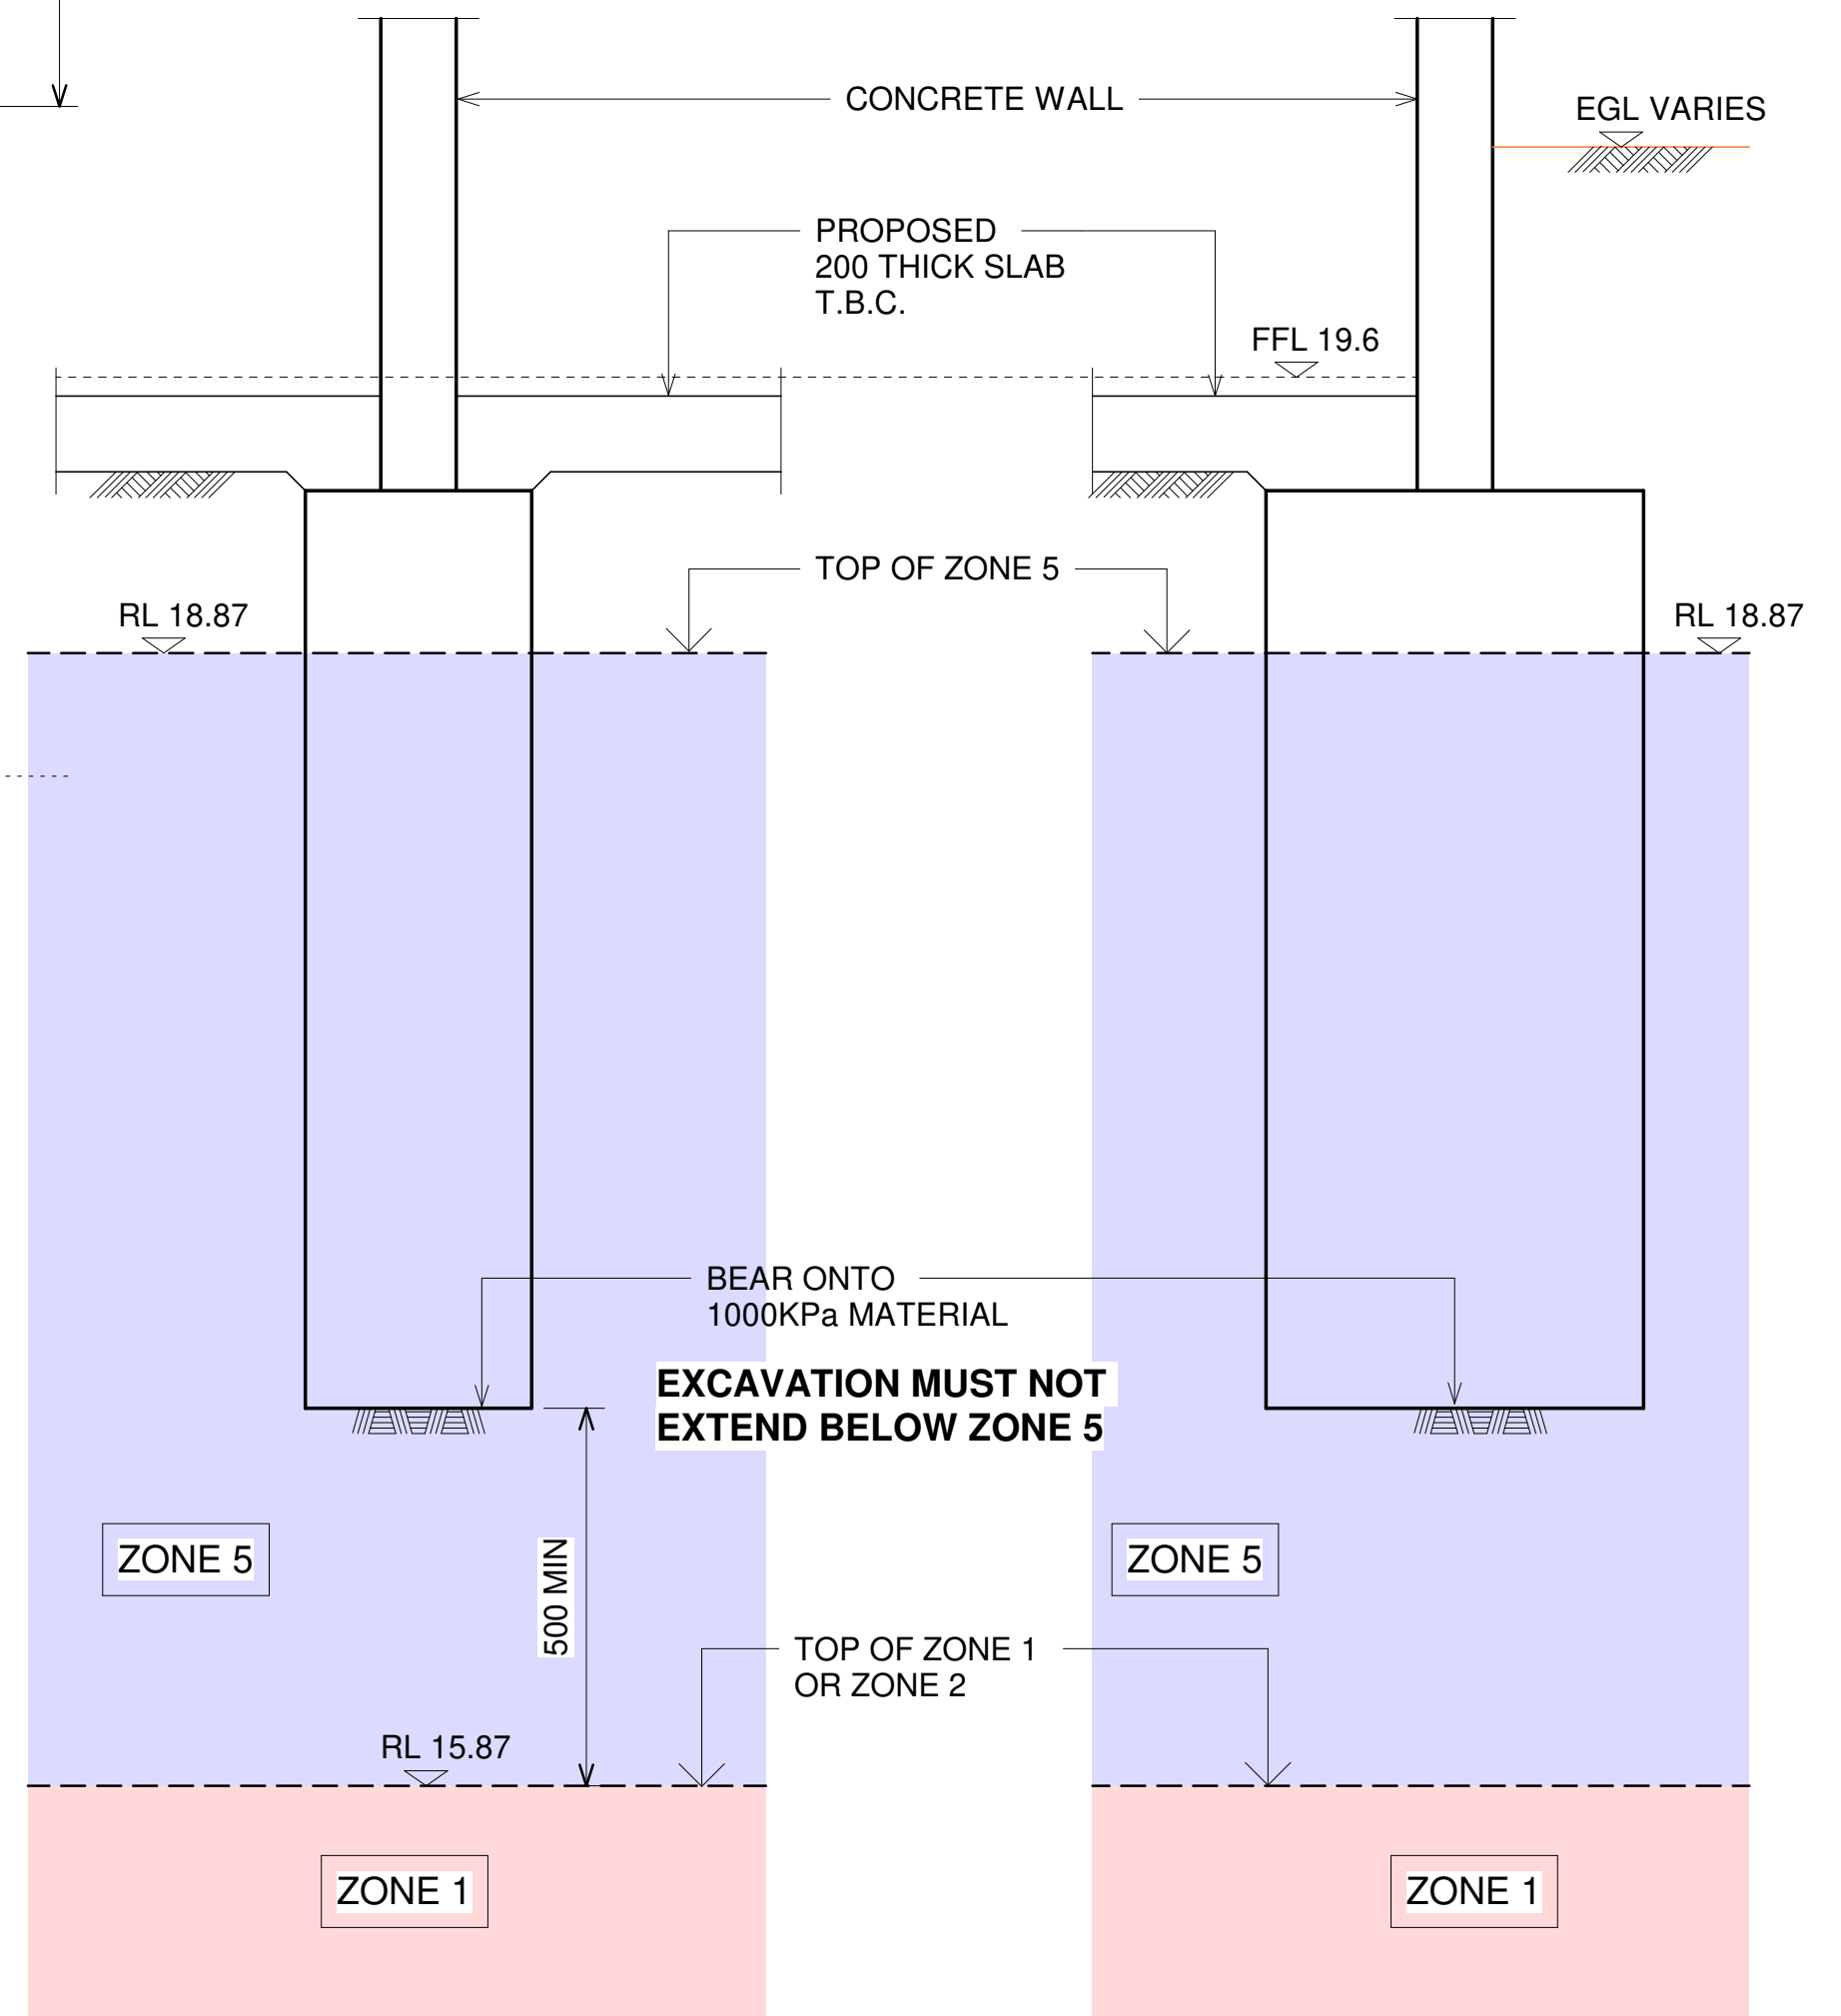 CONCRETE WALL
EGL VARIES
PROPOSED
200 THICK SLAB
T.B.C.
FFL 19.6
TOP OF ZONE 5
RL 18.87
RL 18.87
BEAR ONTO
1000KPa MATERIAL
EXCAVATION MUST NOT
EXTEND BELOW ZONE 5
ZONE 5
ZONE 5
500 MIN
TOP OF ZONE 1
OR ZONE 2
RL 15.87
ZONE 1
ZONE 1